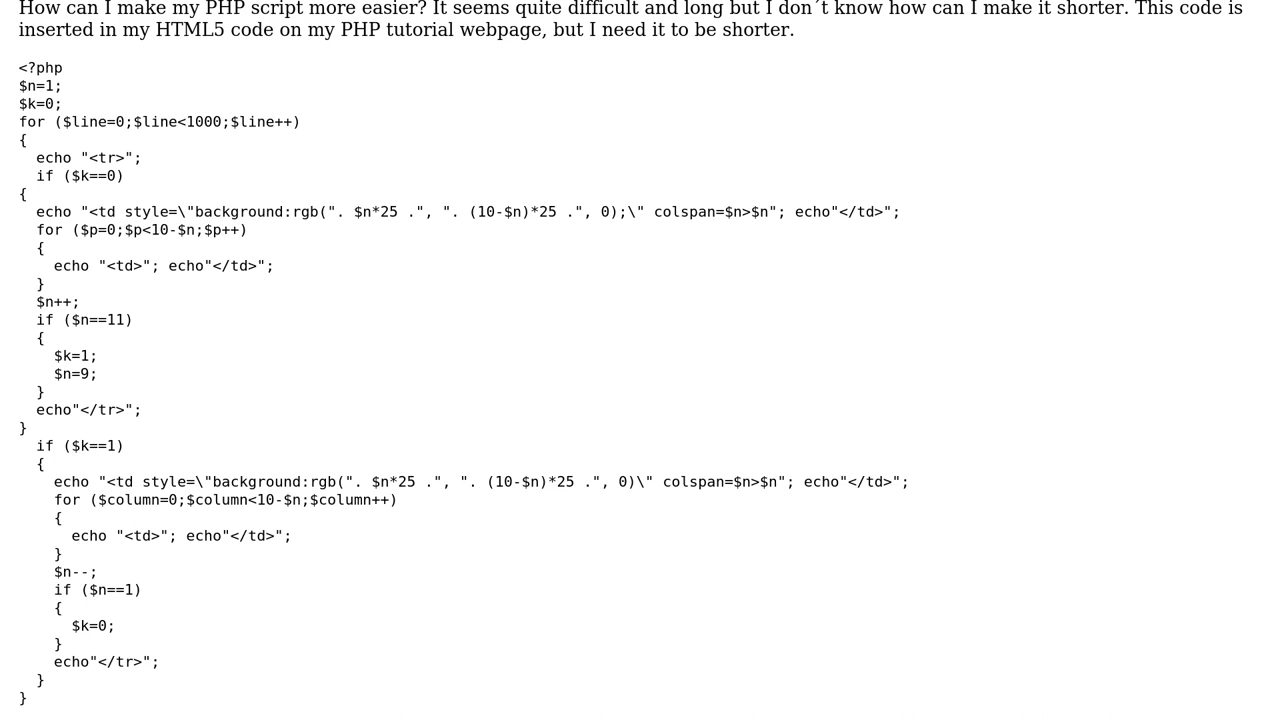 How can I make my PHP script more easier? It seems quite difficult and long but I don´t know how can I make it shorter. This code is
inserted in my HTML5 code on my PHP tutorial webpage, but I need it to be shorter.
<?php
$n=1;
$k=0;
for ($line=0;$line<1000;$line++)
{
  echo "<tr>";
  if ($k==0)
{
  echo "<td style=\"background:rgb(". $n*25 .", ". (10-$n)*25 .", 0);\" colspan=$n>$n"; echo"</td>";
  for ($p=0;$p<10-$n;$p++)
  {
    echo "<td>"; echo"</td>";
  }
  $n++;
  if ($n==11)
  {
    $k=1;
    $n=9;
  }
  echo"</tr>";
}
  if ($k==1)
  {
    echo "<td style=\"background:rgb(". $n*25 .", ". (10-$n)*25 .", 0)\" colspan=$n>$n"; echo"</td>";
    for ($column=0;$column<10-$n;$column++)
    {
      echo "<td>"; echo"</td>";
    }
    $n--;
    if ($n==1)
    {
      $k=0;
    }
    echo"</tr>";
  }
}